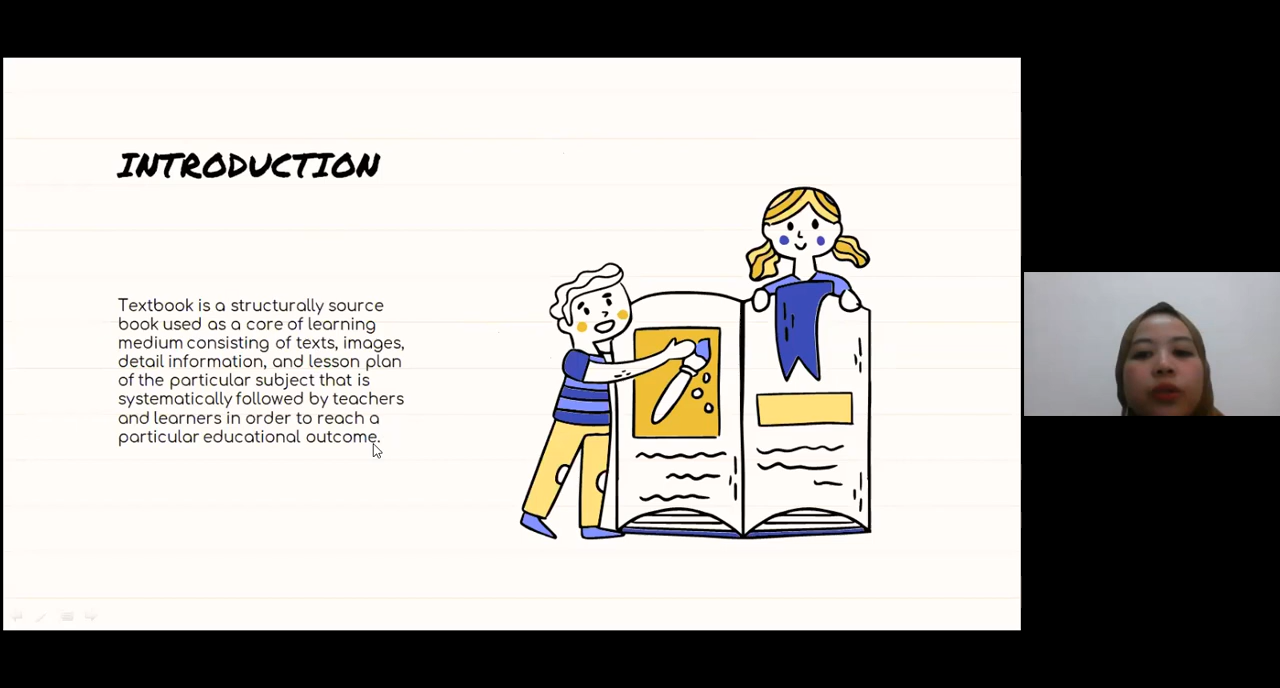 INTRODUCTION
Textbook is a structurally source
book used as a core of learning
medium consisting of texts, images,
detail information, and lesson plan
of the particular subject that is
systematically followed by teachers
and learners in order to reach a
particular educational outcome.